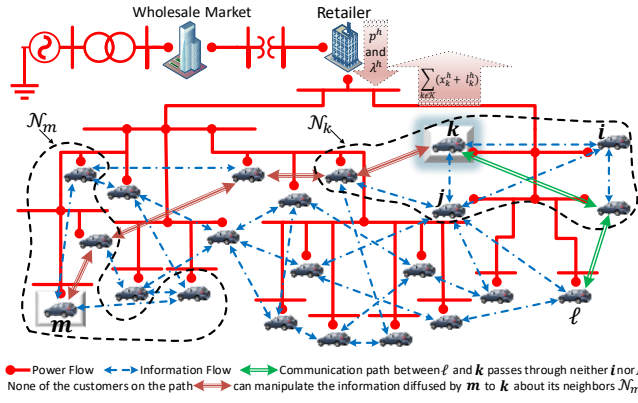 Wholesale Market
Retailer
p^h
and
λ^h
∑_{k∈K}(x_k^h + l_k^h)
N_m
N_k
k
i
j
m
ℓ
Power Flow
Information Flow
Communication path between ℓ and k passes through neither i nor
None of the customers on the path
can manipulate the information diffused by m to k about its neighbors N_m